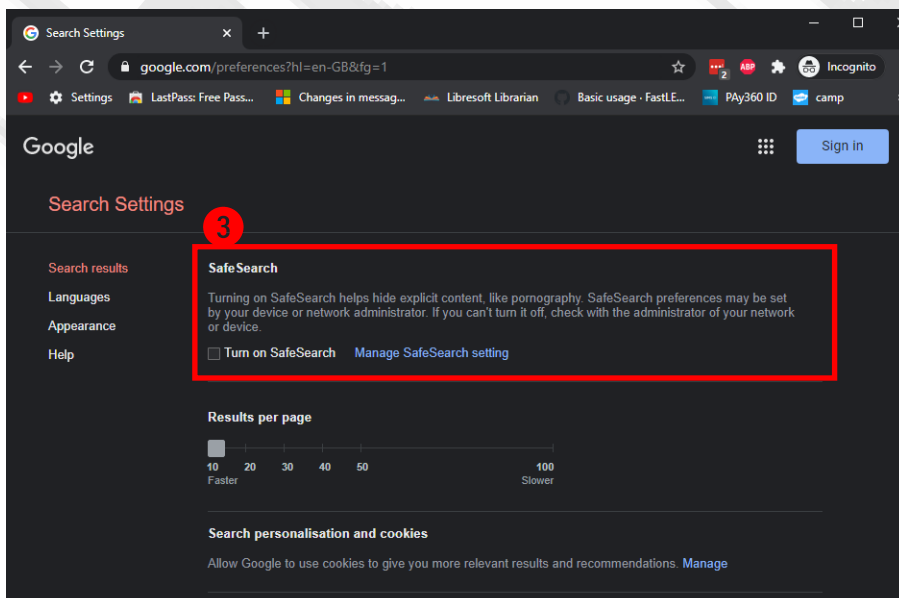 Search Settings
google.com/preferences?hl=en-GB&fg=1
2
ABP
Incognito
Settings
LastPass: Free Pass...
Changes in messag...
Libresoft Librarian
Basic usage · FastLE...
PAy360 ID
camp
Google
Sign in
Search Settings
3
Search results
Languages
Appearance
Help
SafeSearch
Turning on SafeSearch helps hide explicit content, like pornography. SafeSearch preferences may be set
by your device or network administrator. If you can't turn it off, check with the administrator of your network
or device.
Turn on SafeSearch Manage SafeSearch setting
Results per page
10 20 30 40 50 100
Faster Slower
Search personalisation and cookies
Allow Google to use cookies to give you more relevant results and recommendations. Manage